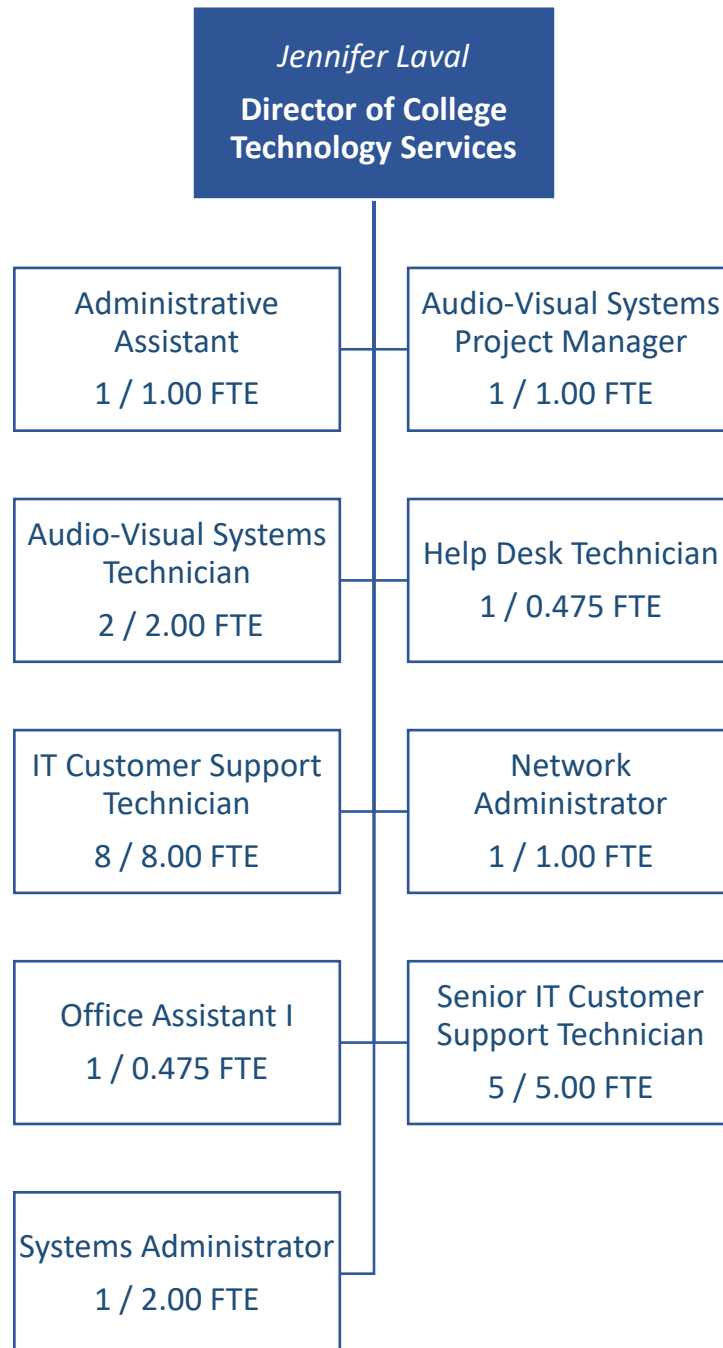 Jennifer Laval
Director of College
Technology Services
Administrative
Assistant
1 / 1.00 FTE
Audio-Visual Systems
Project Manager
1 / 1.00 FTE
Audio-Visual Systems
Technician
2 / 2.00 FTE
Help Desk Technician
1 / 0.475 FTE
IT Customer Support
Technician
8 / 8.00 FTE
Network
Administrator
1 / 1.00 FTE
Office Assistant I
1 / 0.475 FTE
Senior IT Customer
Support Technician
5 / 5.00 FTE
Systems Administrator
1 / 2.00 FTE